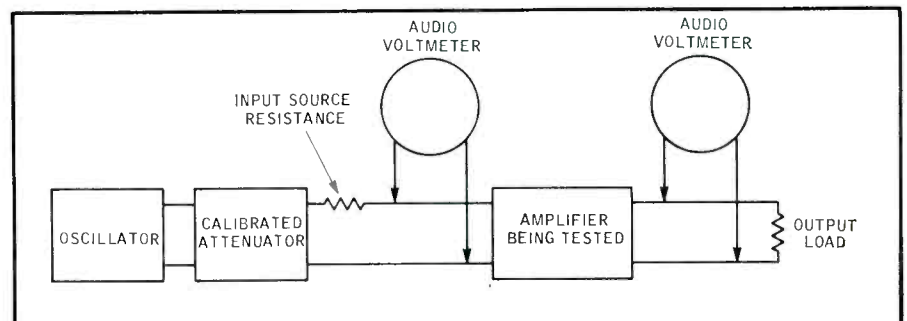 AUDIO
VOLTMETER
AUDIO
VOLTMETER
INPUT SOURCE
RESISTANCE
OSCILLATOR
CALIBRATED
ATTENUATOR
AMPLIFIER
BEING TESTED
OUTPUT
LOAD